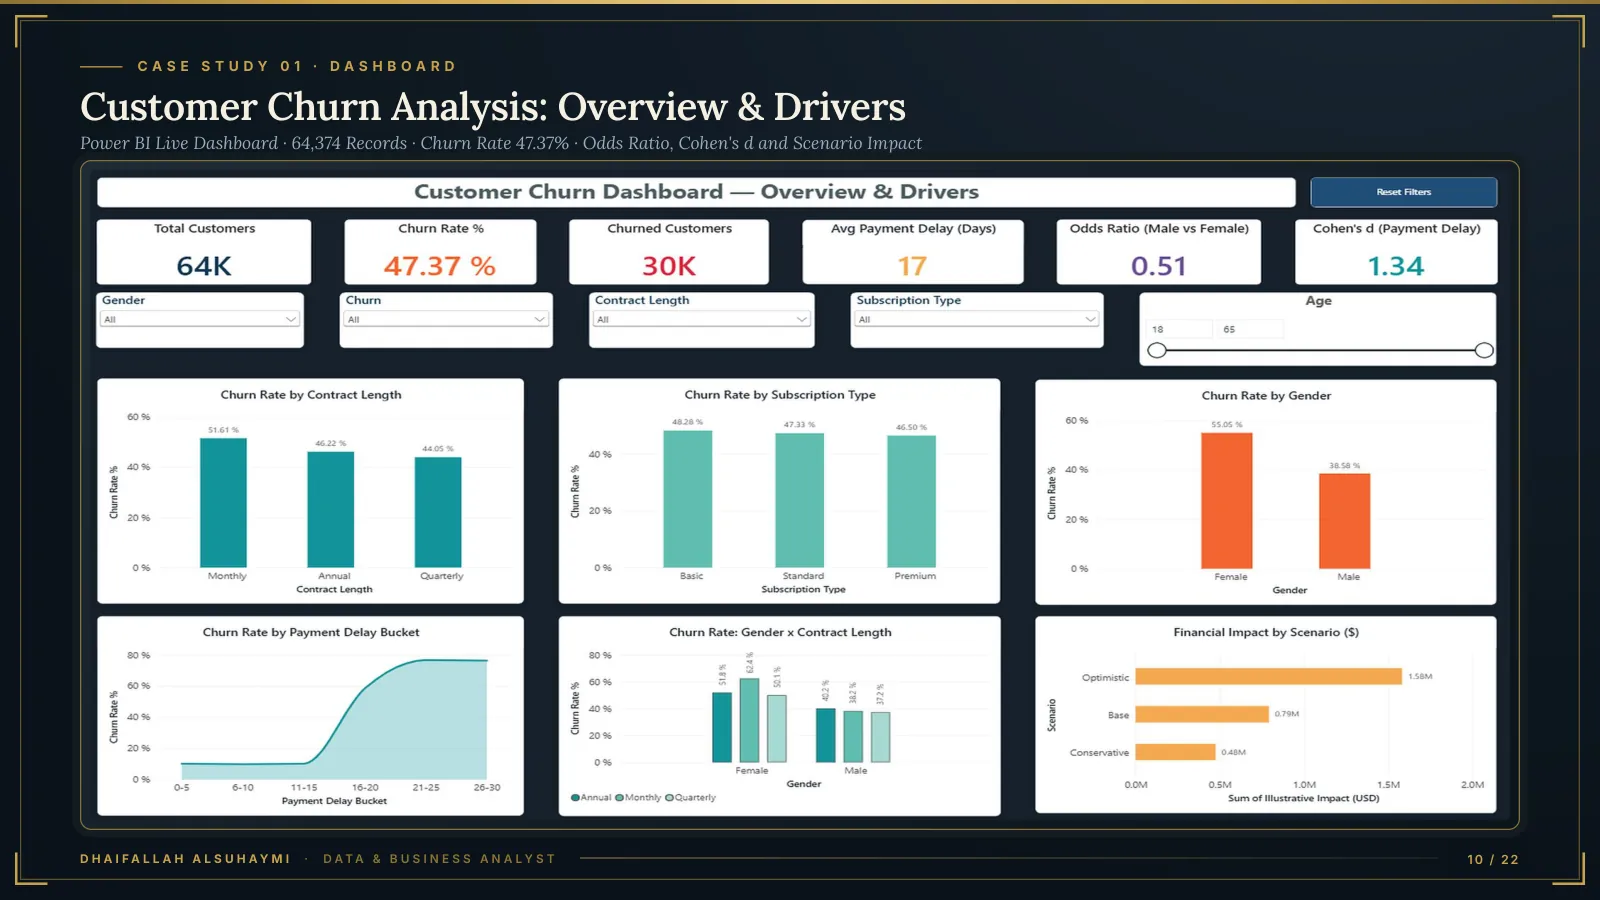 CASE STUDY 01 · DASHBOARD
Customer Churn Analysis: Overview & Drivers
Power BI Live Dashboard · 64,374 Records · Churn Rate 47.37% · Odds Ratio, Cohen's d and Scenario Impact
Customer Churn Dashboard — Overview & Drivers
Reset Filters
Total Customers
64K
Churn Rate %
47.37 %
Churned Customers
30K
Avg Payment Delay (Days)
17
Odds Ratio (Male vs Female)
0.51
Cohen's d (Payment Delay)
1.34
Gender
All
Churn
All
Contract Length
All
Subscription Type
All
Age
18 65
Churn Rate by Contract Length
Churn Rate %
60 %
40 %
20 %
0 %
51.61 %
46.22 %
44.05 %
Monthly Annual Quarterly
Contract Length
Churn Rate by Subscription Type
Churn Rate %
40 %
20 %
0 %
48.28 %
47.33 %
46.50 %
Basic Standard Premium
Subscription Type
Churn Rate by Gender
Churn Rate %
60 %
40 %
20 %
0 %
55.05 %
38.58 %
Female Male
Gender
Churn Rate by Payment Delay Bucket
Churn Rate %
80 %
60 %
40 %
20 %
0 %
0-5 6-10 11-15 16-20 21-25 26-30
Payment Delay Bucket
Churn Rate: Gender x Contract Length
Churn Rate %
80 %
60 %
40 %
20 %
0 %
51.8 %
62.4 %
50.1 %
40.2 %
38.2 %
37.2 %
Female Male
Gender
Annual Monthly Quarterly
Financial Impact by Scenario ($)
Scenario
Optimistic 1.58M
Base 0.79M
Conservative 0.48M
0.0M 0.5M 1.0M 1.5M 2.0M
Sum of Illustrative Impact (USD)
DHAIFALLAH ALSUHAYMI · DATA & BUSINESS ANALYST
10 / 22